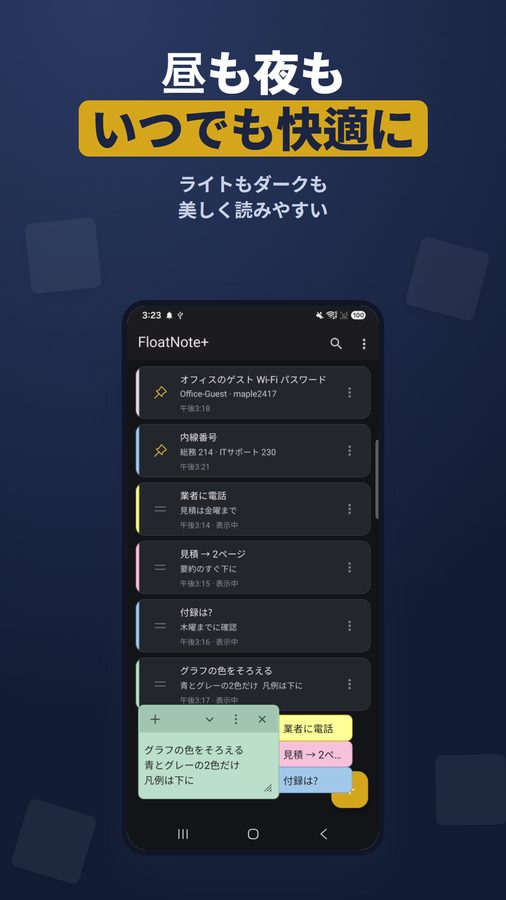 昼も夜も
いつでも快適に
ライトもダークも
美しく読みやすい
3:23
100
FloatNote+
オフィスのゲスト Wi-Fi パスワード
Office-Guest · maple2417
午後3:18
内線番号
総務 214 · ITサポート 230
午後3:21
業者に電話
見積は金曜まで
午後3:14 · 表示中
見積 → 2ページ
要約のすぐ下に
午後3:15 · 表示中
付録は?
木曜までに確認
午後3:16 · 表示中
グラフの色をそろえる
青とグレーの2色だけ 凡例は下に
午後3:17 · 表示中
グラフの色をそろえる
青とグレーの2色だけ
凡例は下に
業者に電話
見積 → 2ペ…
付録は?